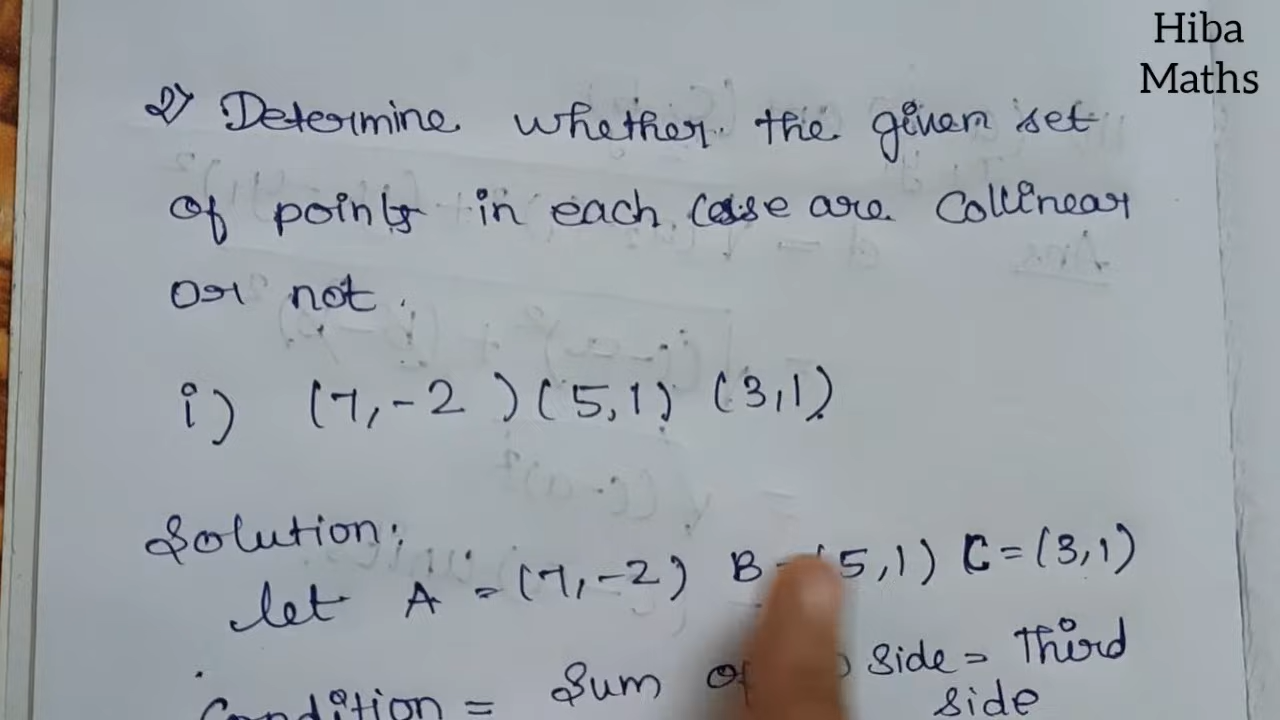 Hiba
Maths
2) Determine whether the given set
of points in each case are Collinear
or not.
i) (7,-2) (5,1) (3,1)
Solution:
let A = (7,-2) B = (5,1) C = (3,1)
Condition = Sum of side = Third
side